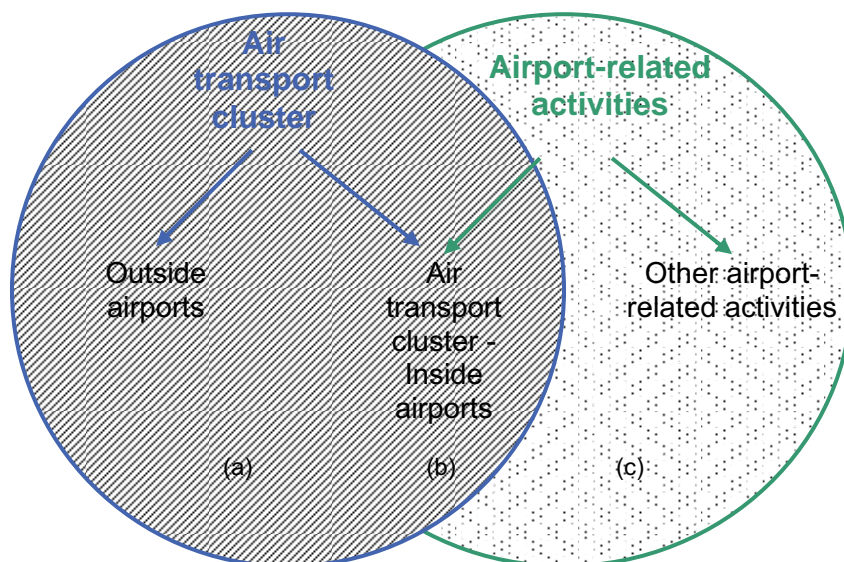 Air
transport
cluster
Airport-related
activities
Outside
airports
Air
transport
cluster -
Inside
airports
Other airport-
related activities
(a)
(b)
(c)